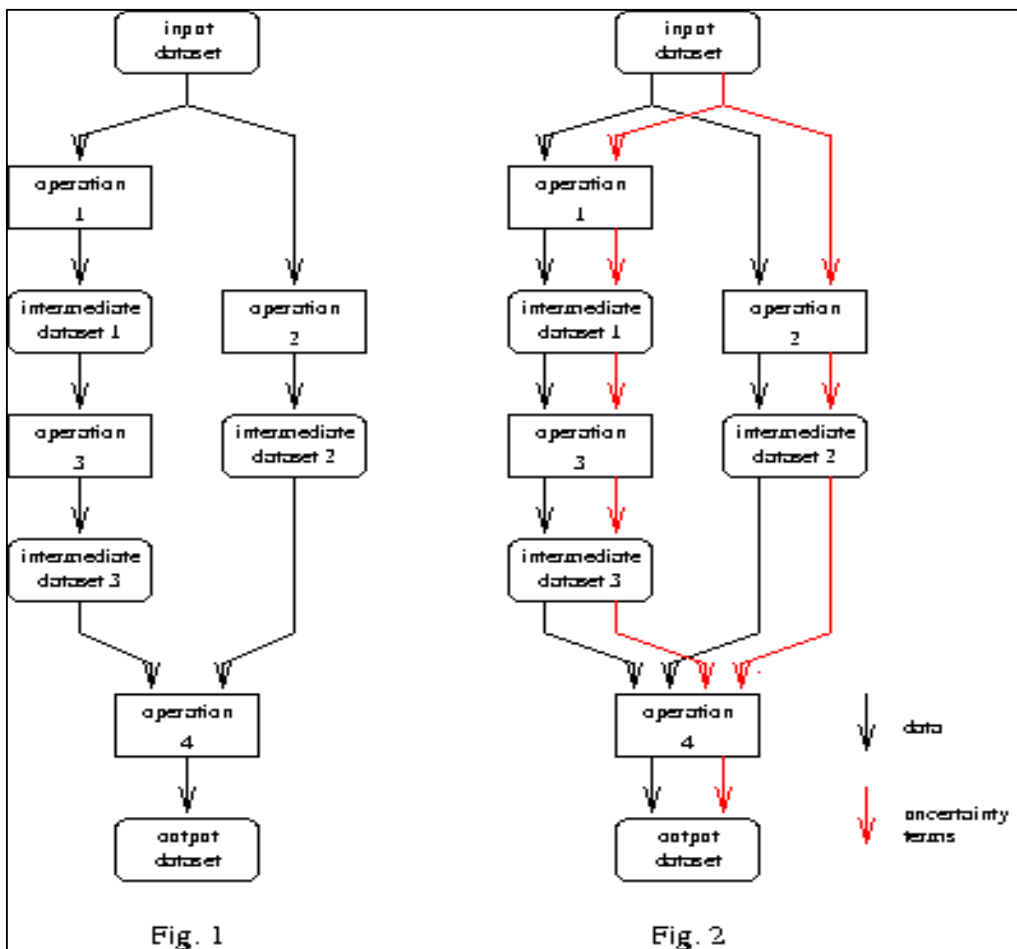 input
dataset
operation
1
intermediate
dataset 1
operation
2
operation
3
intermediate
dataset 2
intermediate
dataset 3
operation
4
output
dataset
Fig. 1
input
dataset
operation
1
intermediate
dataset 1
operation
2
operation
3
intermediate
dataset 2
intermediate
dataset 3
operation
4
output
dataset
data
uncertainty
terms
Fig. 2